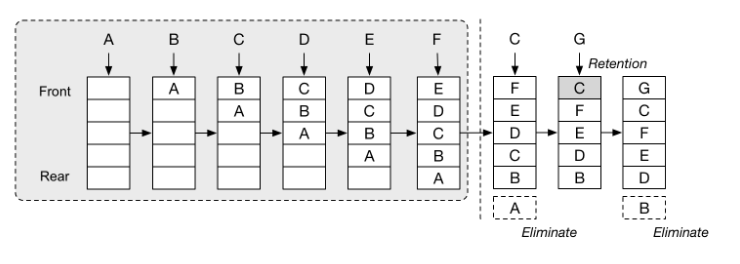 A B C D E F C G
Retention
Front A B C D E F C G
A B C D E F C
A B C D E F
A B C D E
Rear A B B D
A B
Eliminate Eliminate